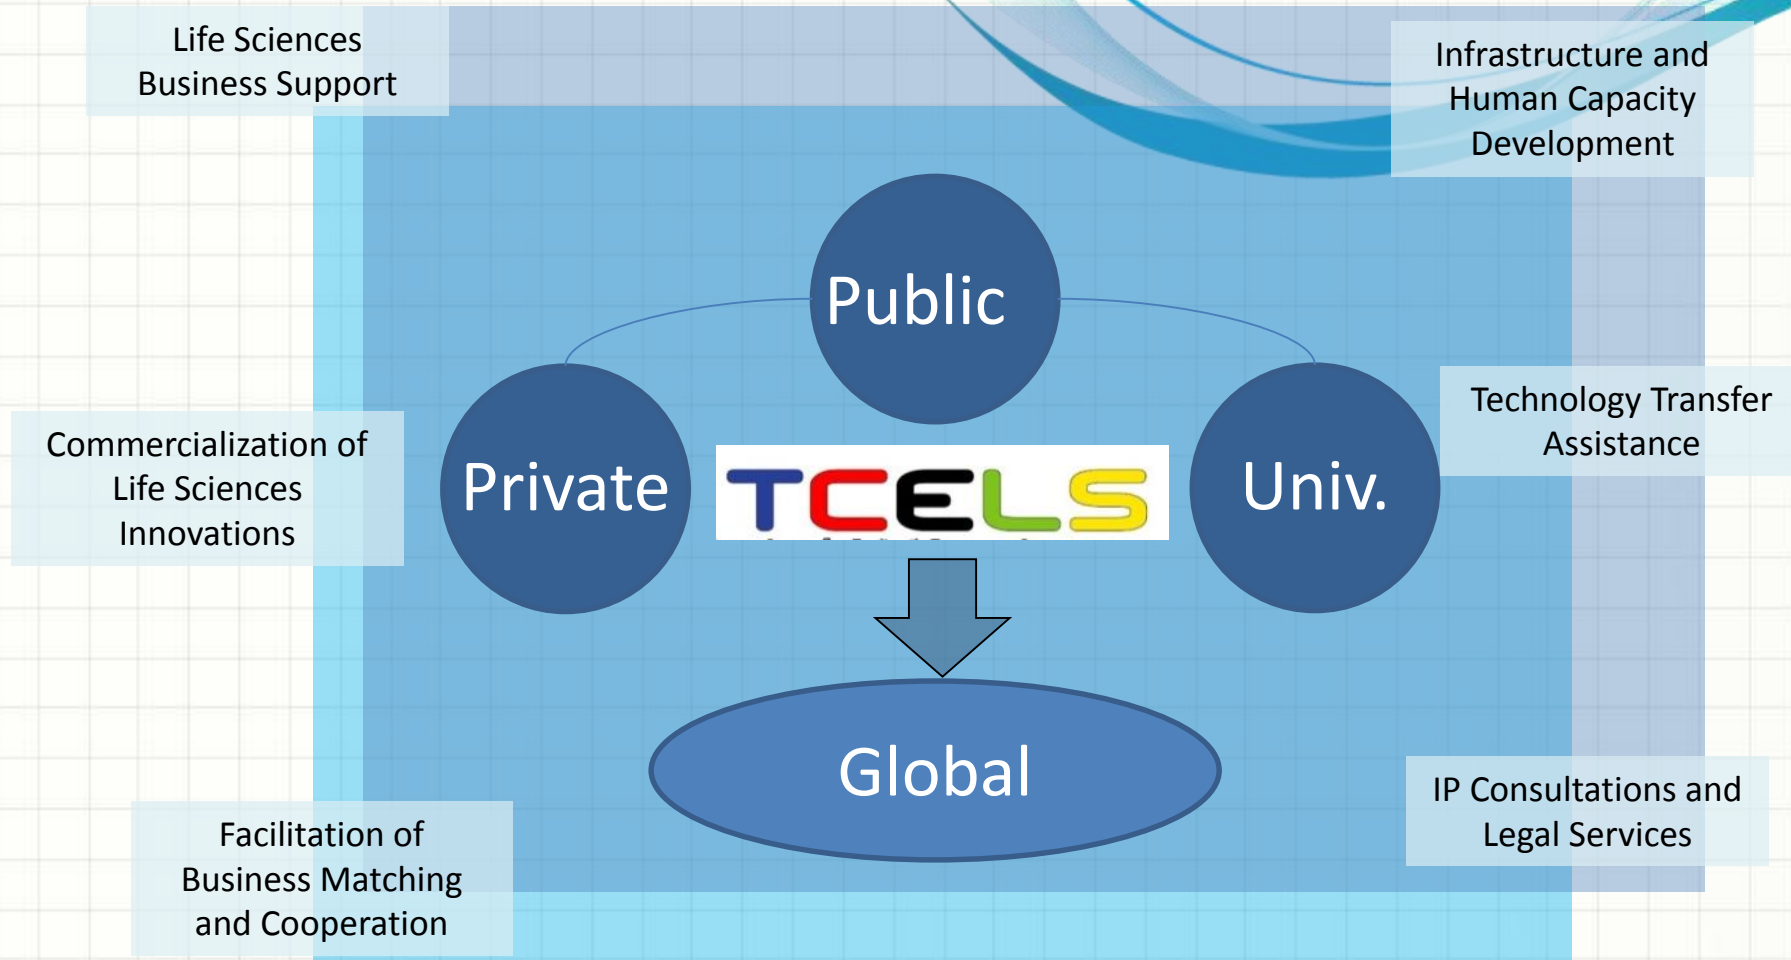 Life Sciences
Business Support
Infrastructure and
Human Capacity
Development
Public
Private
TCELS
Univ.
Commercialization of
Life Sciences
Innovations
Technology Transfer
Assistance
Global
Facilitation of
Business Matching
and Cooperation
IP Consultations and
Legal Services